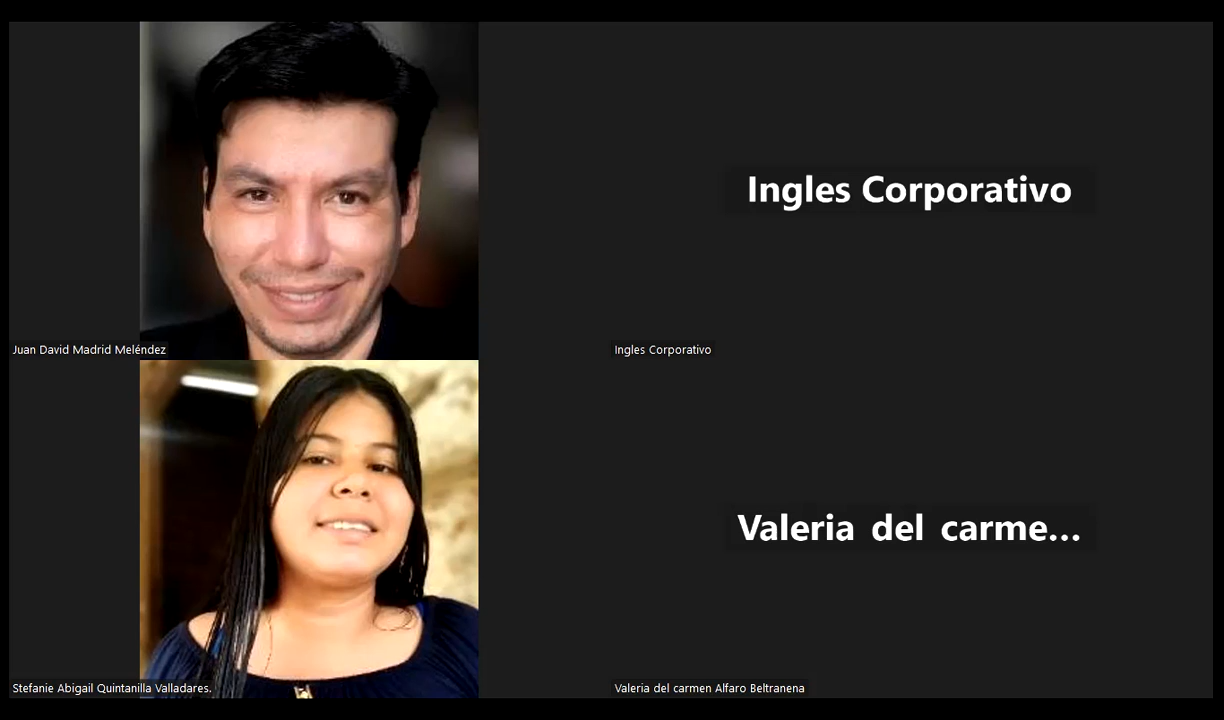 Ingles Corporativo
Juan David Madrid Meléndez
Ingles Corporativo
Valeria del carme...
Stefanie Abigail Quintanilla Valladares.
Valeria del carmen Alfaro Beltranena